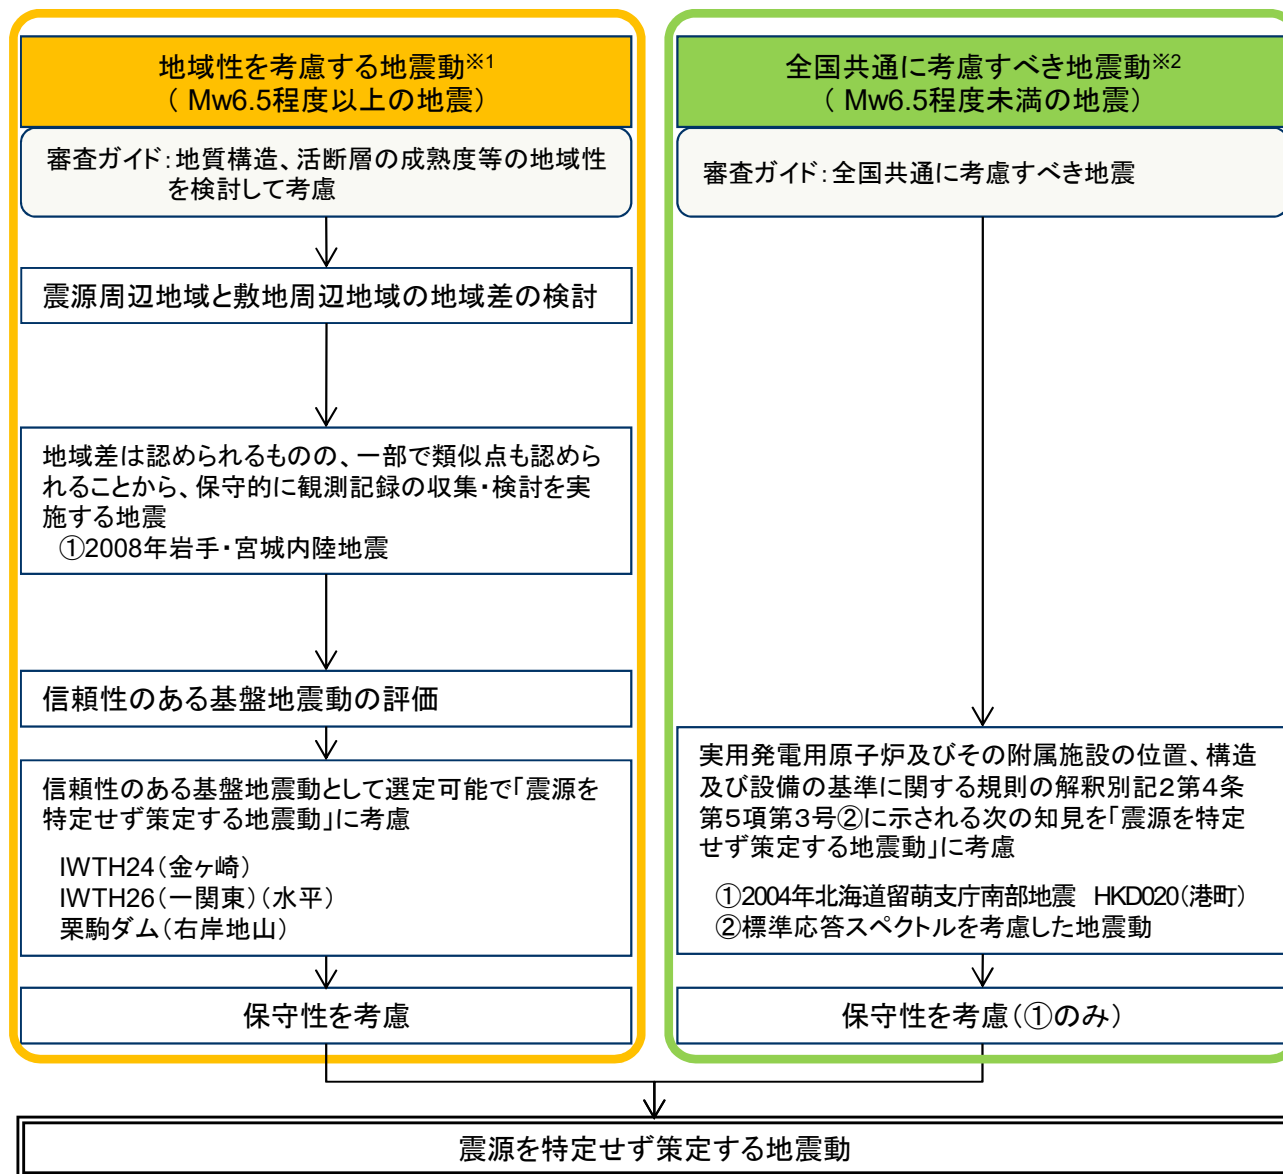 地域性を考慮する地震動※1
( Mw6.5程度以上の地震)
審査ガイド:地質構造、活断層の成熟度等の地域性
を検討して考慮
震源周辺地域と敷地周辺地域の地域差の検討
地域差は認められるものの、一部で類似点も認めら
れることから、保守的に観測記録の収集・検討を実
施する地震
①2008年岩手・宮城内陸地震
信頼性のある基盤地震動の評価
信頼性のある基盤地震動として選定可能で「震源を
特定せず策定する地震動」に考慮
IWTH24(金ヶ崎)
IWTH26(一関東)(水平)
栗駒ダム(右岸地山)
保守性を考慮
全国共通に考慮すべき地震動※2
( Mw6.5程度未満の地震)
審査ガイド:全国共通に考慮すべき地震
実用発電用原子炉及びその附属施設の位置、構造
及び設備の基準に関する規則の解釈別記2第4条
第5項第3号②に示される次の知見を「震源を特定
せず策定する地震動」に考慮
①2004年北海道留萌支庁南部地震 HKD020(港町)
②標準応答スペクトルを考慮した地震動
保守性を考慮(①のみ)
震源を特定せず策定する地震動